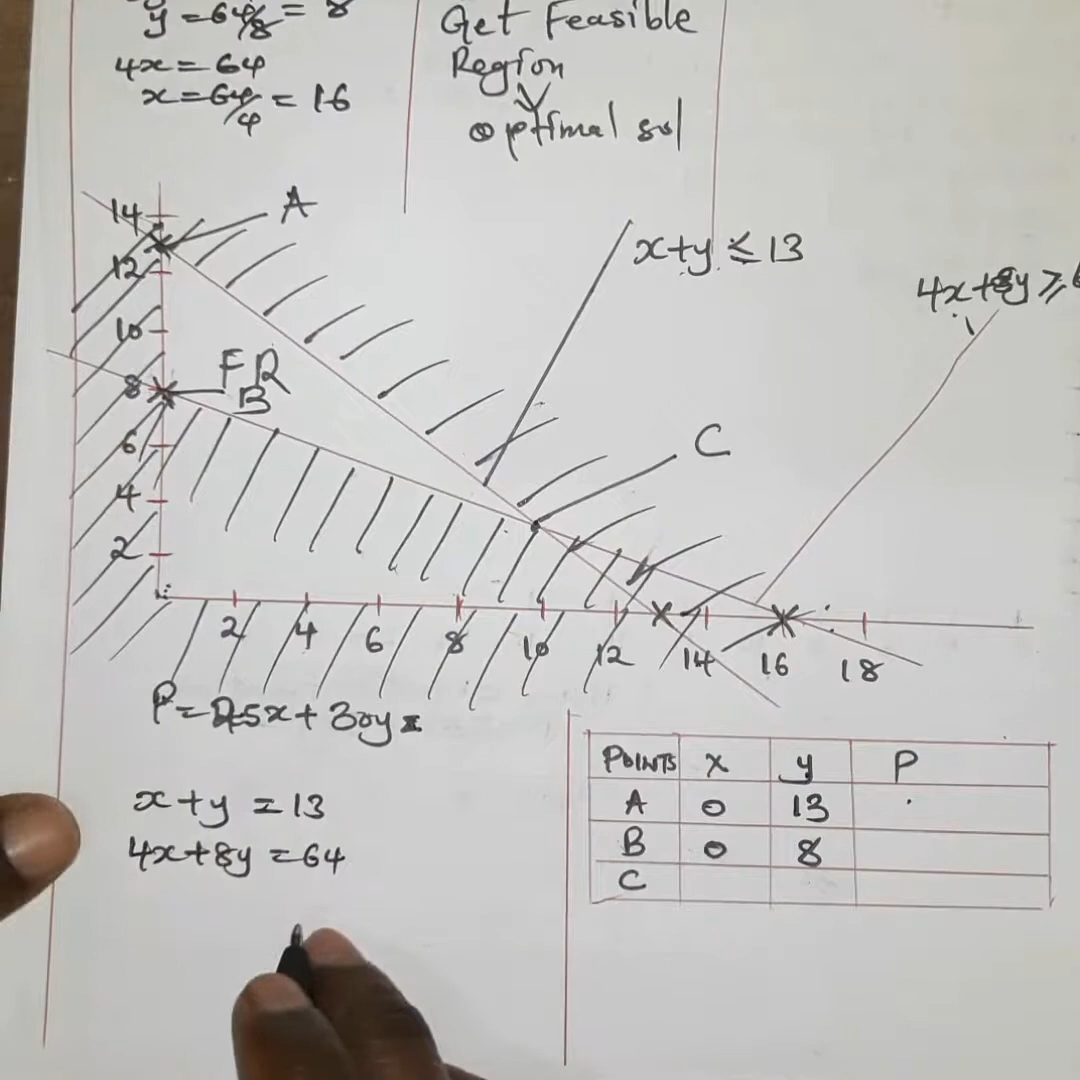 y = 64/8 = 8
4x = 64
x = 64/4 = 16
Get Feasible
Region
optimal sol
14
12
10
8
6
4
2
A
FR
B
C
x+y ≤ 13
4x+8y ≥
2 4 6 8 10 12 14 16 18
P = 25x + 30y =
x + y = 13
4x + 8y = 64
POINTS x y P
A 0 13
B 0 8
C